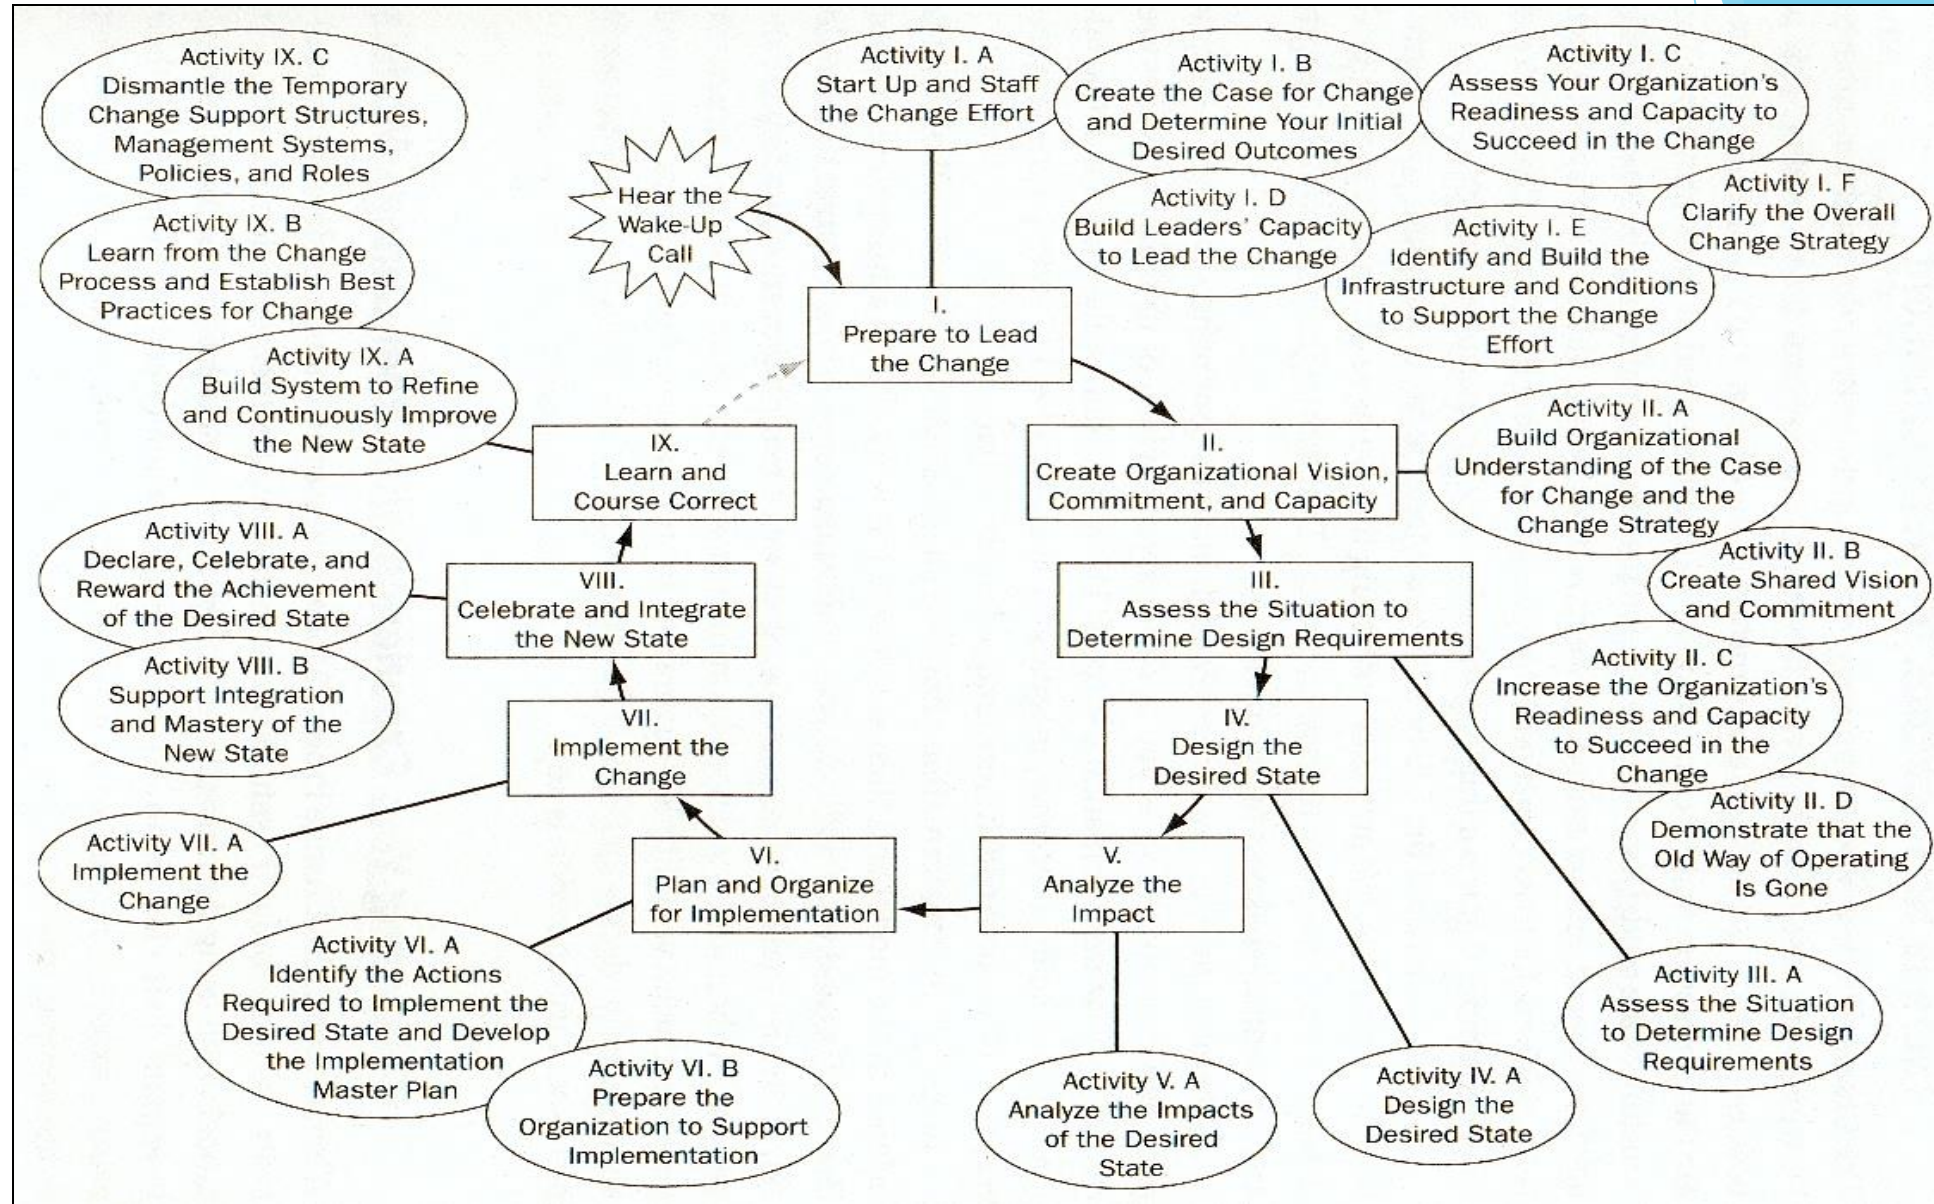 Activity IX. C
Dismantle the Temporary
Change Support Structures,
Management Systems,
Policies, and Roles
Activity IX. B
Learn from the Change
Process and Establish Best
Practices for Change
Activity IX. A
Build System to Refine
and Continuously Improve
the New State
Hear the
Wake-Up
Call
Activity I. A
Start Up and Staff
the Change Effort
Activity I. B
Create the Case for Change
and Determine Your Initial
Desired Outcomes
Activity I. C
Assess Your Organization's
Readiness and Capacity to
Succeed in the Change
Activity I. D
Build Leaders' Capacity
to Lead the Change
Activity I. E
Identify and Build the
Infrastructure and Conditions
to Support the Change
Effort
Activity I. F
Clarify the Overall
Change Strategy
I.
Prepare to Lead
the Change
II.
Create Organizational Vision,
Commitment, and Capacity
Activity II. A
Build Organizational
Understanding of the Case
for Change and the
Change Strategy
Activity II. B
Create Shared Vision
and Commitment
Activity II. C
Increase the Organization's
Readiness and Capacity
to Succeed in the
Change
Activity II. D
Demonstrate that the
Old Way of Operating
Is Gone
III.
Assess the Situation to
Determine Design Requirements
Activity III. A
Assess the Situation
to Determine Design
Requirements
IV.
Design the
Desired State
Activity IV. A
Design the
Desired State
V.
Analyze the
Impact
Activity V. A
Analyze the Impacts
of the Desired
State
VI.
Plan and Organize
for Implementation
Activity VI. A
Identify the Actions
Required to Implement the
Desired State and Develop
the Implementation
Master Plan
Activity VI. B
Prepare the
Organization to Support
Implementation
VII.
Implement the
Change
Activity VII. A
Implement the
Change
VIII.
Celebrate and Integrate
the New State
Activity VIII. A
Declare, Celebrate, and
Reward the Achievement
of the Desired State
Activity VIII. B
Support Integration
and Mastery of the
New State
IX.
Learn and
Course Correct